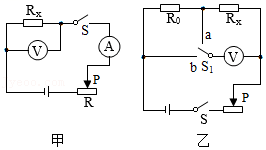 Rₓ S R₀ Rₓ
V A a
b S₁ V
P P
R S
甲 乙